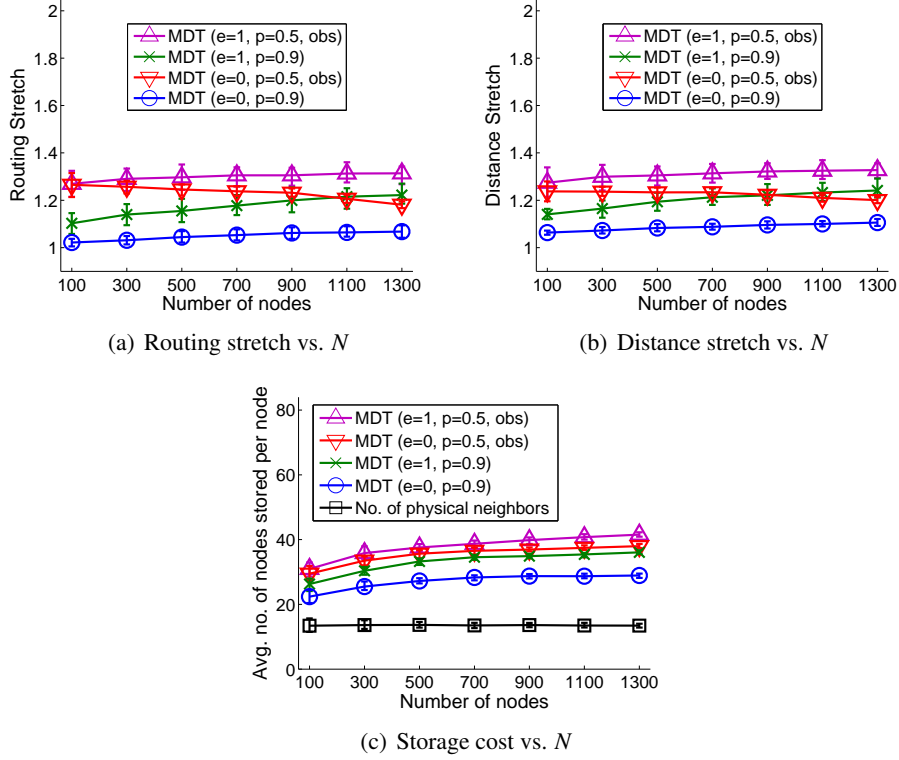 2
1.8
1.6
1.4
1.2
1
Routing Stretch
MDT (e=1, p=0.5, obs)
MDT (e=1, p=0.9)
MDT (e=0, p=0.5, obs)
MDT (e=0, p=0.9)
100 300 500 700 900 1100 1300
Number of nodes
(a) Routing stretch vs. N
2
1.8
1.6
1.4
1.2
1
Distance Stretch
MDT (e=1, p=0.5, obs)
MDT (e=1, p=0.9)
MDT (e=0, p=0.5, obs)
MDT (e=0, p=0.9)
100 300 500 700 900 1100 1300
Number of nodes
(b) Distance stretch vs. N
80
60
40
20
0
Avg. no. of nodes stored per node
MDT (e=1, p=0.5, obs)
MDT (e=0, p=0.5, obs)
MDT (e=1, p=0.9)
MDT (e=0, p=0.9)
No. of physical neighbors
100 300 500 700 900 1100 1300
Number of nodes
(c) Storage cost vs. N